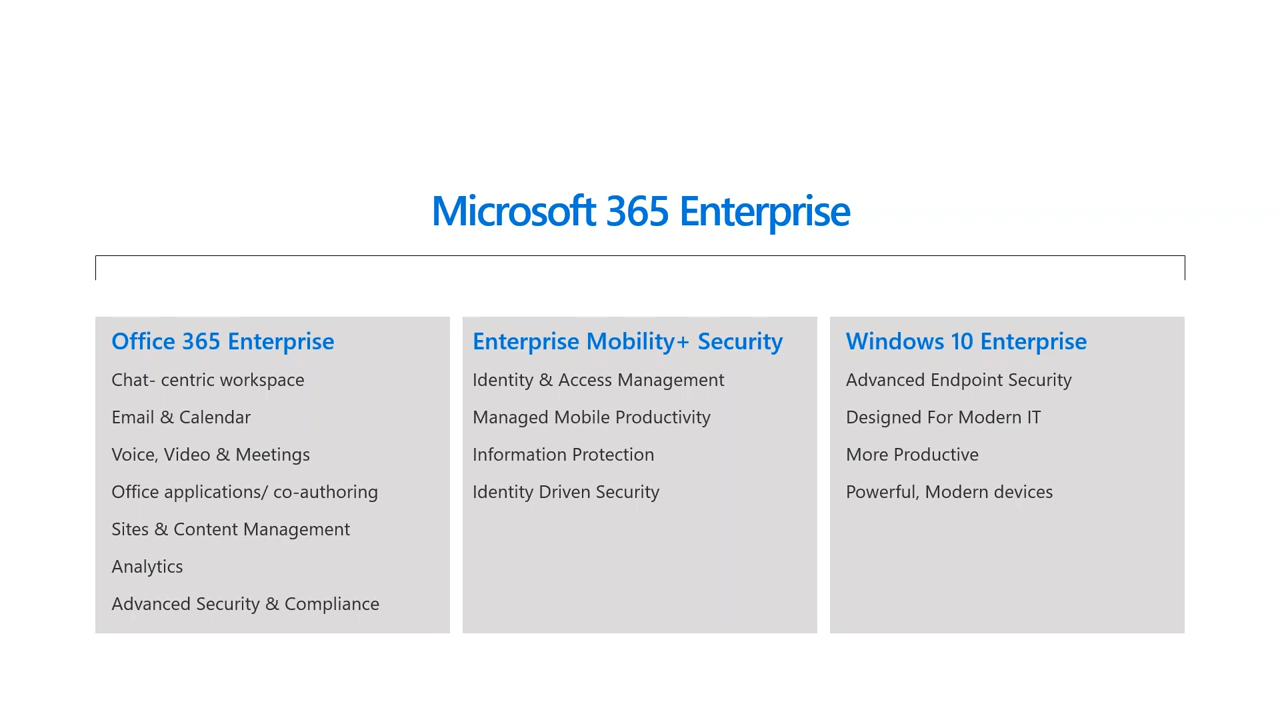 Microsoft 365 Enterprise
Office 365 Enterprise
Chat- centric workspace
Email & Calendar
Voice, Video & Meetings
Office applications/ co-authoring
Sites & Content Management
Analytics
Advanced Security & Compliance
Enterprise Mobility+ Security
Identity & Access Management
Managed Mobile Productivity
Information Protection
Identity Driven Security
Windows 10 Enterprise
Advanced Endpoint Security
Designed For Modern IT
More Productive
Powerful, Modern devices